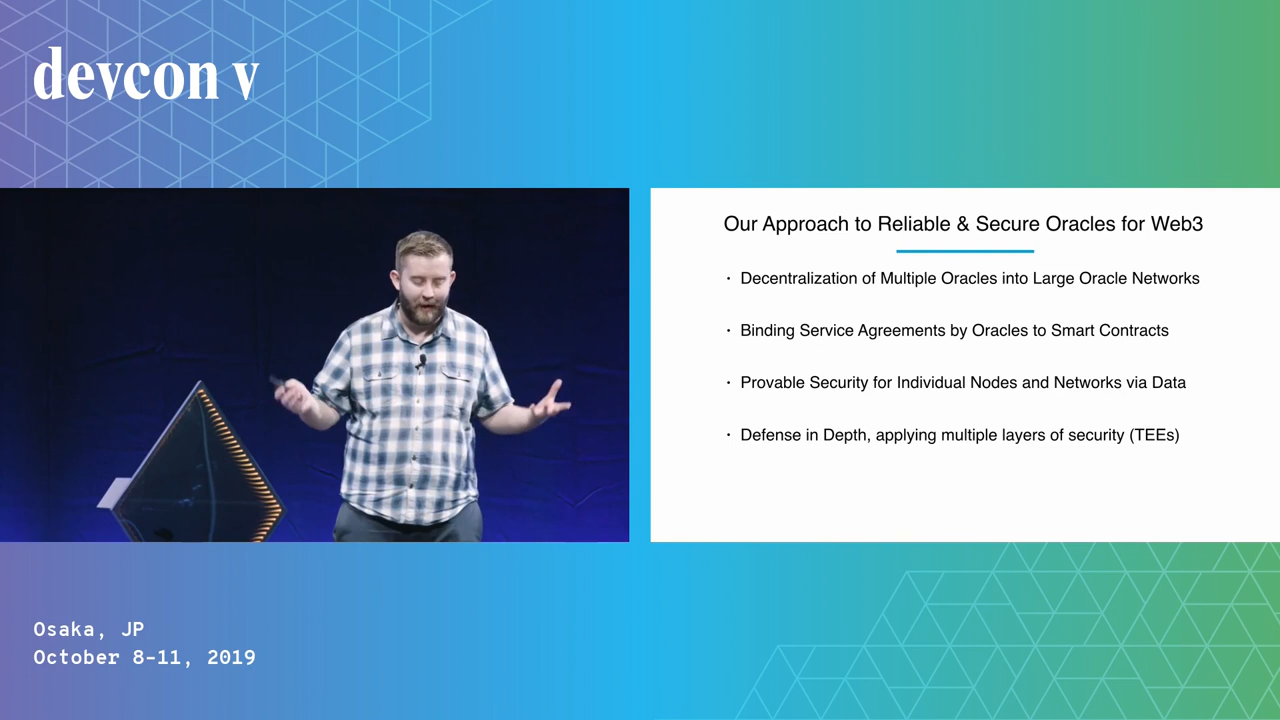 devcon v
Our Approach to Reliable & Secure Oracles for Web3
· Decentralization of Multiple Oracles into Large Oracle Networks
· Binding Service Agreements by Oracles to Smart Contracts
· Provable Security for Individual Nodes and Networks via Data
· Defense in Depth, applying multiple layers of security (TEEs)
Osaka, JP
October 8-11, 2019